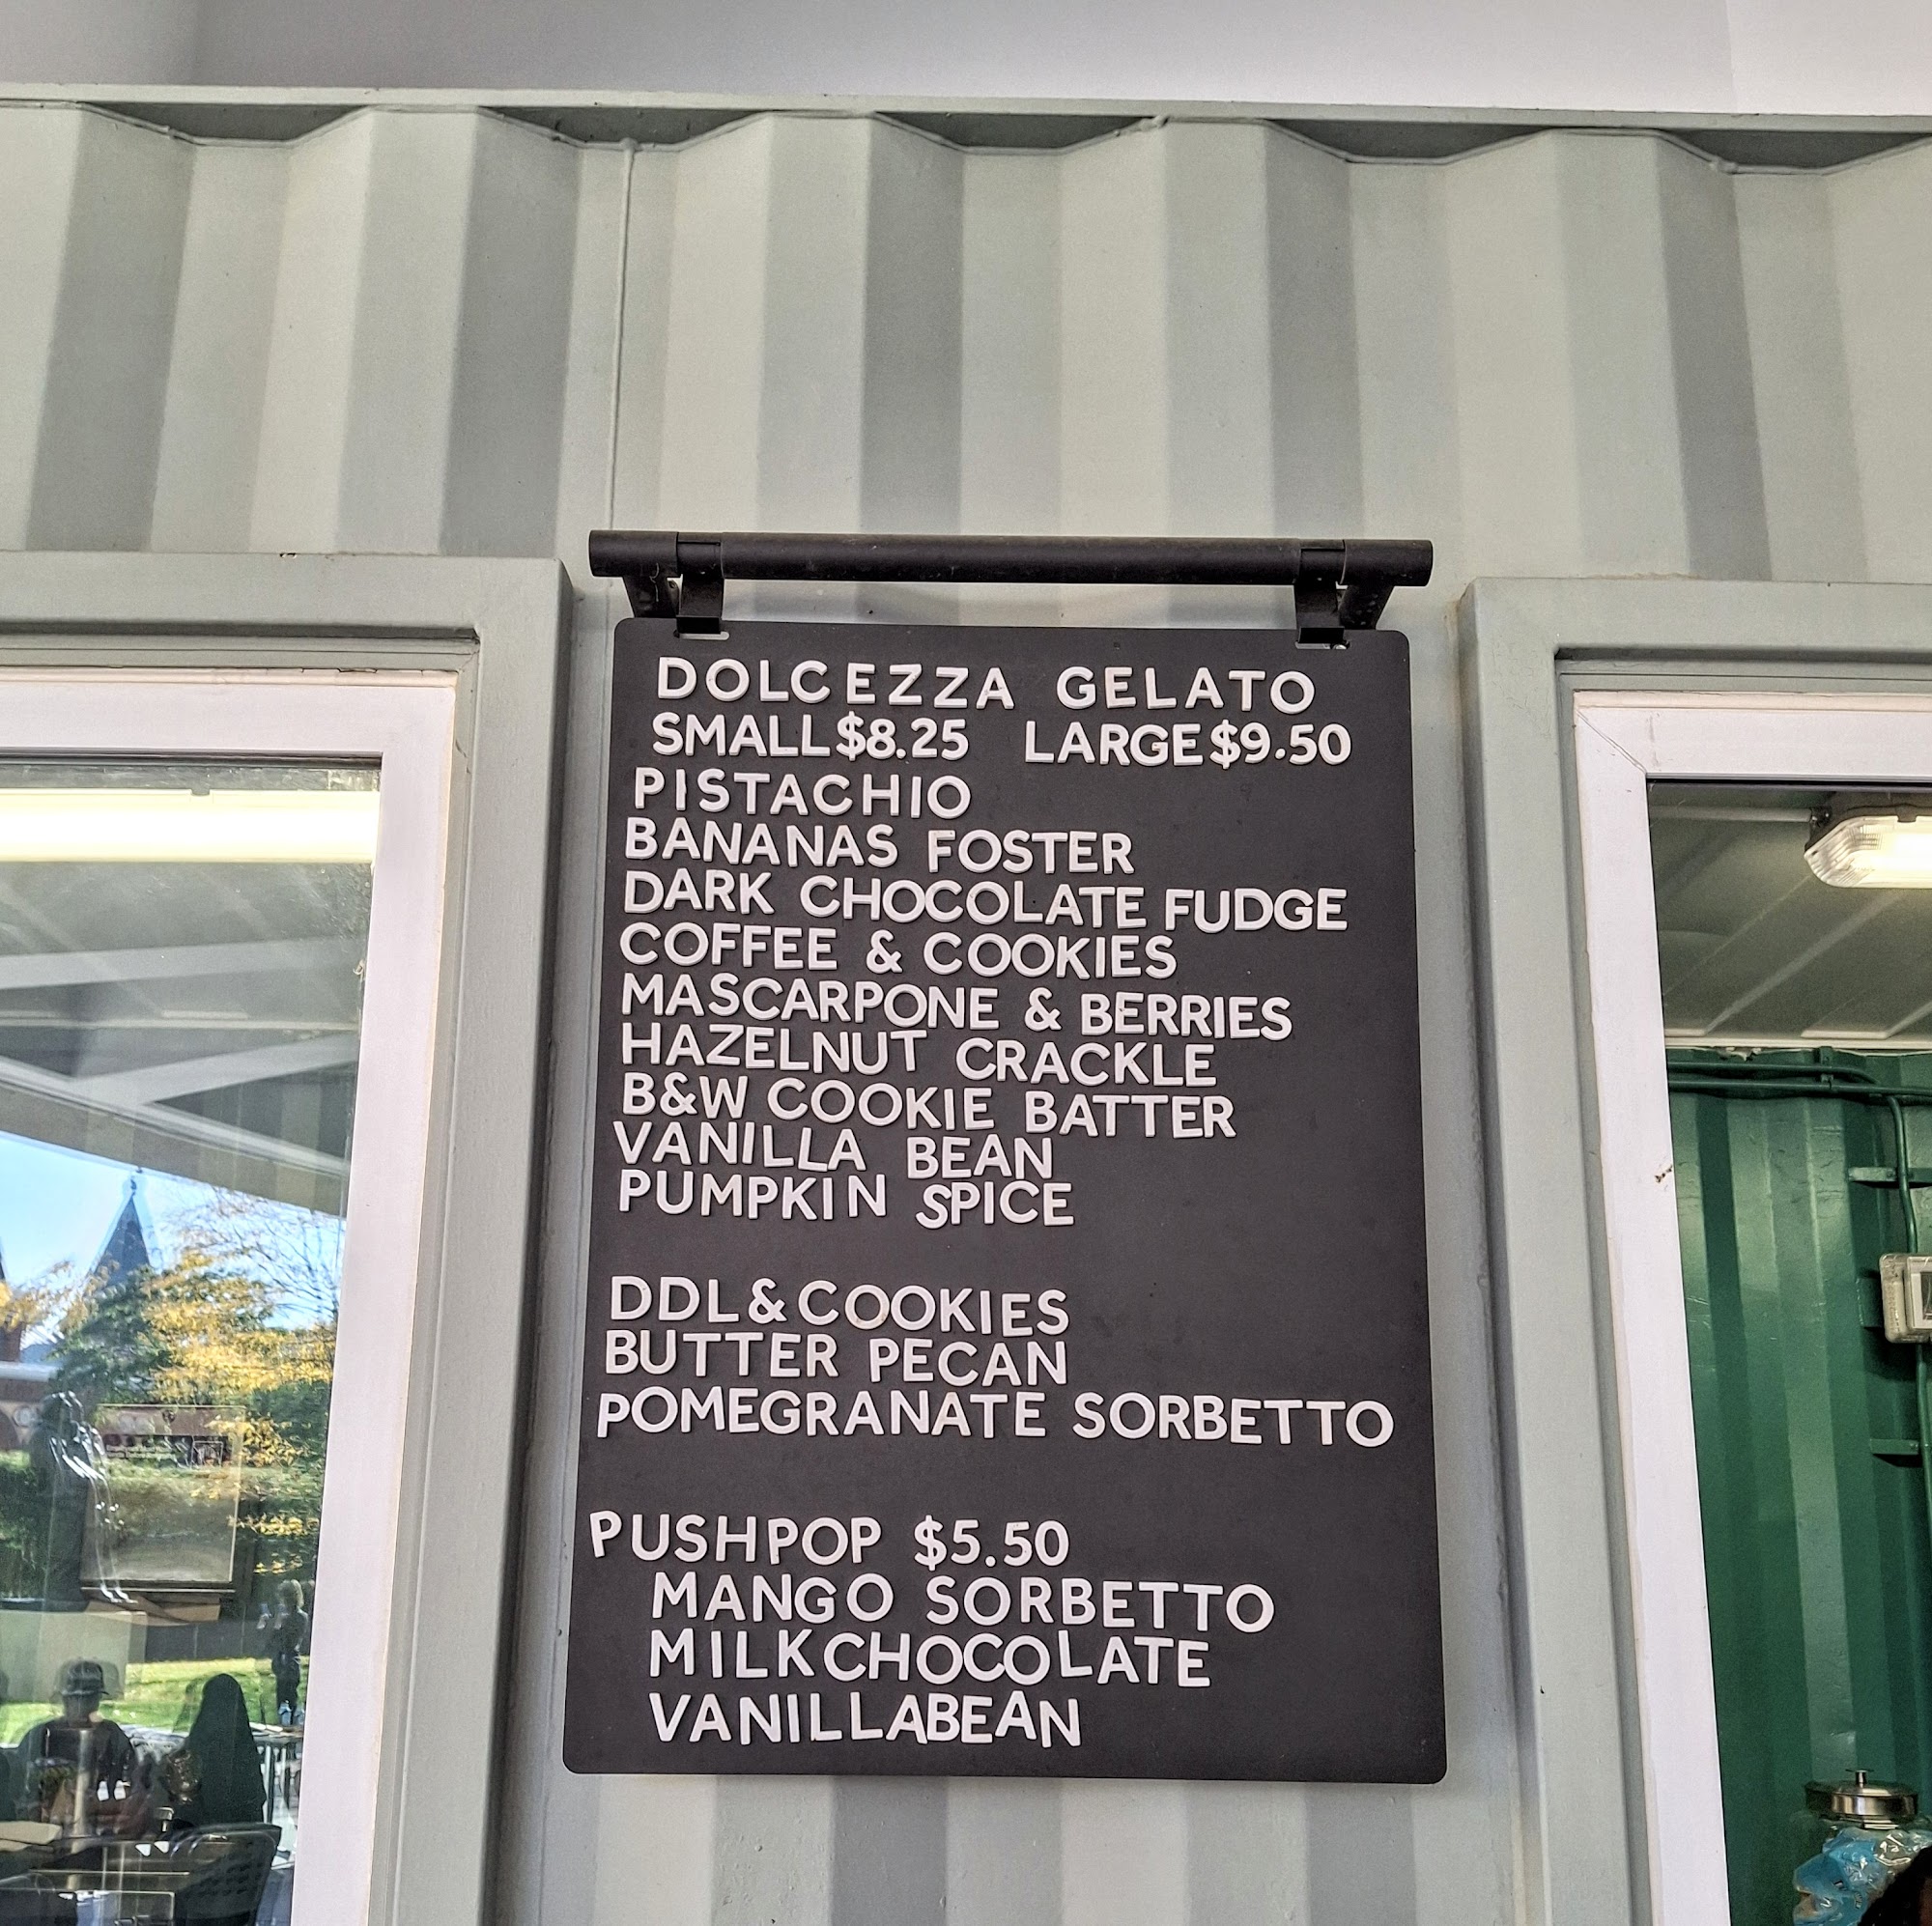 DOLCEZZA GELATO
SMALL $8.25 LARGE $9.50
PISTACHIO
BANANAS FOSTER
DARK CHOCOLATE FUDGE
COFFEE & COOKIES
MASCARPONE & BERRIES
HAZELNUT CRACKLE
B&W COOKIE BATTER
VANILLA BEAN
PUMPKIN SPICE
DDL&COOKIES
BUTTER PECAN
POMEGRANATE SORBETTO
PUSHPOP $5.50
MANGO SORBETTO
MILK CHOCOLATE
VANILLABEAN